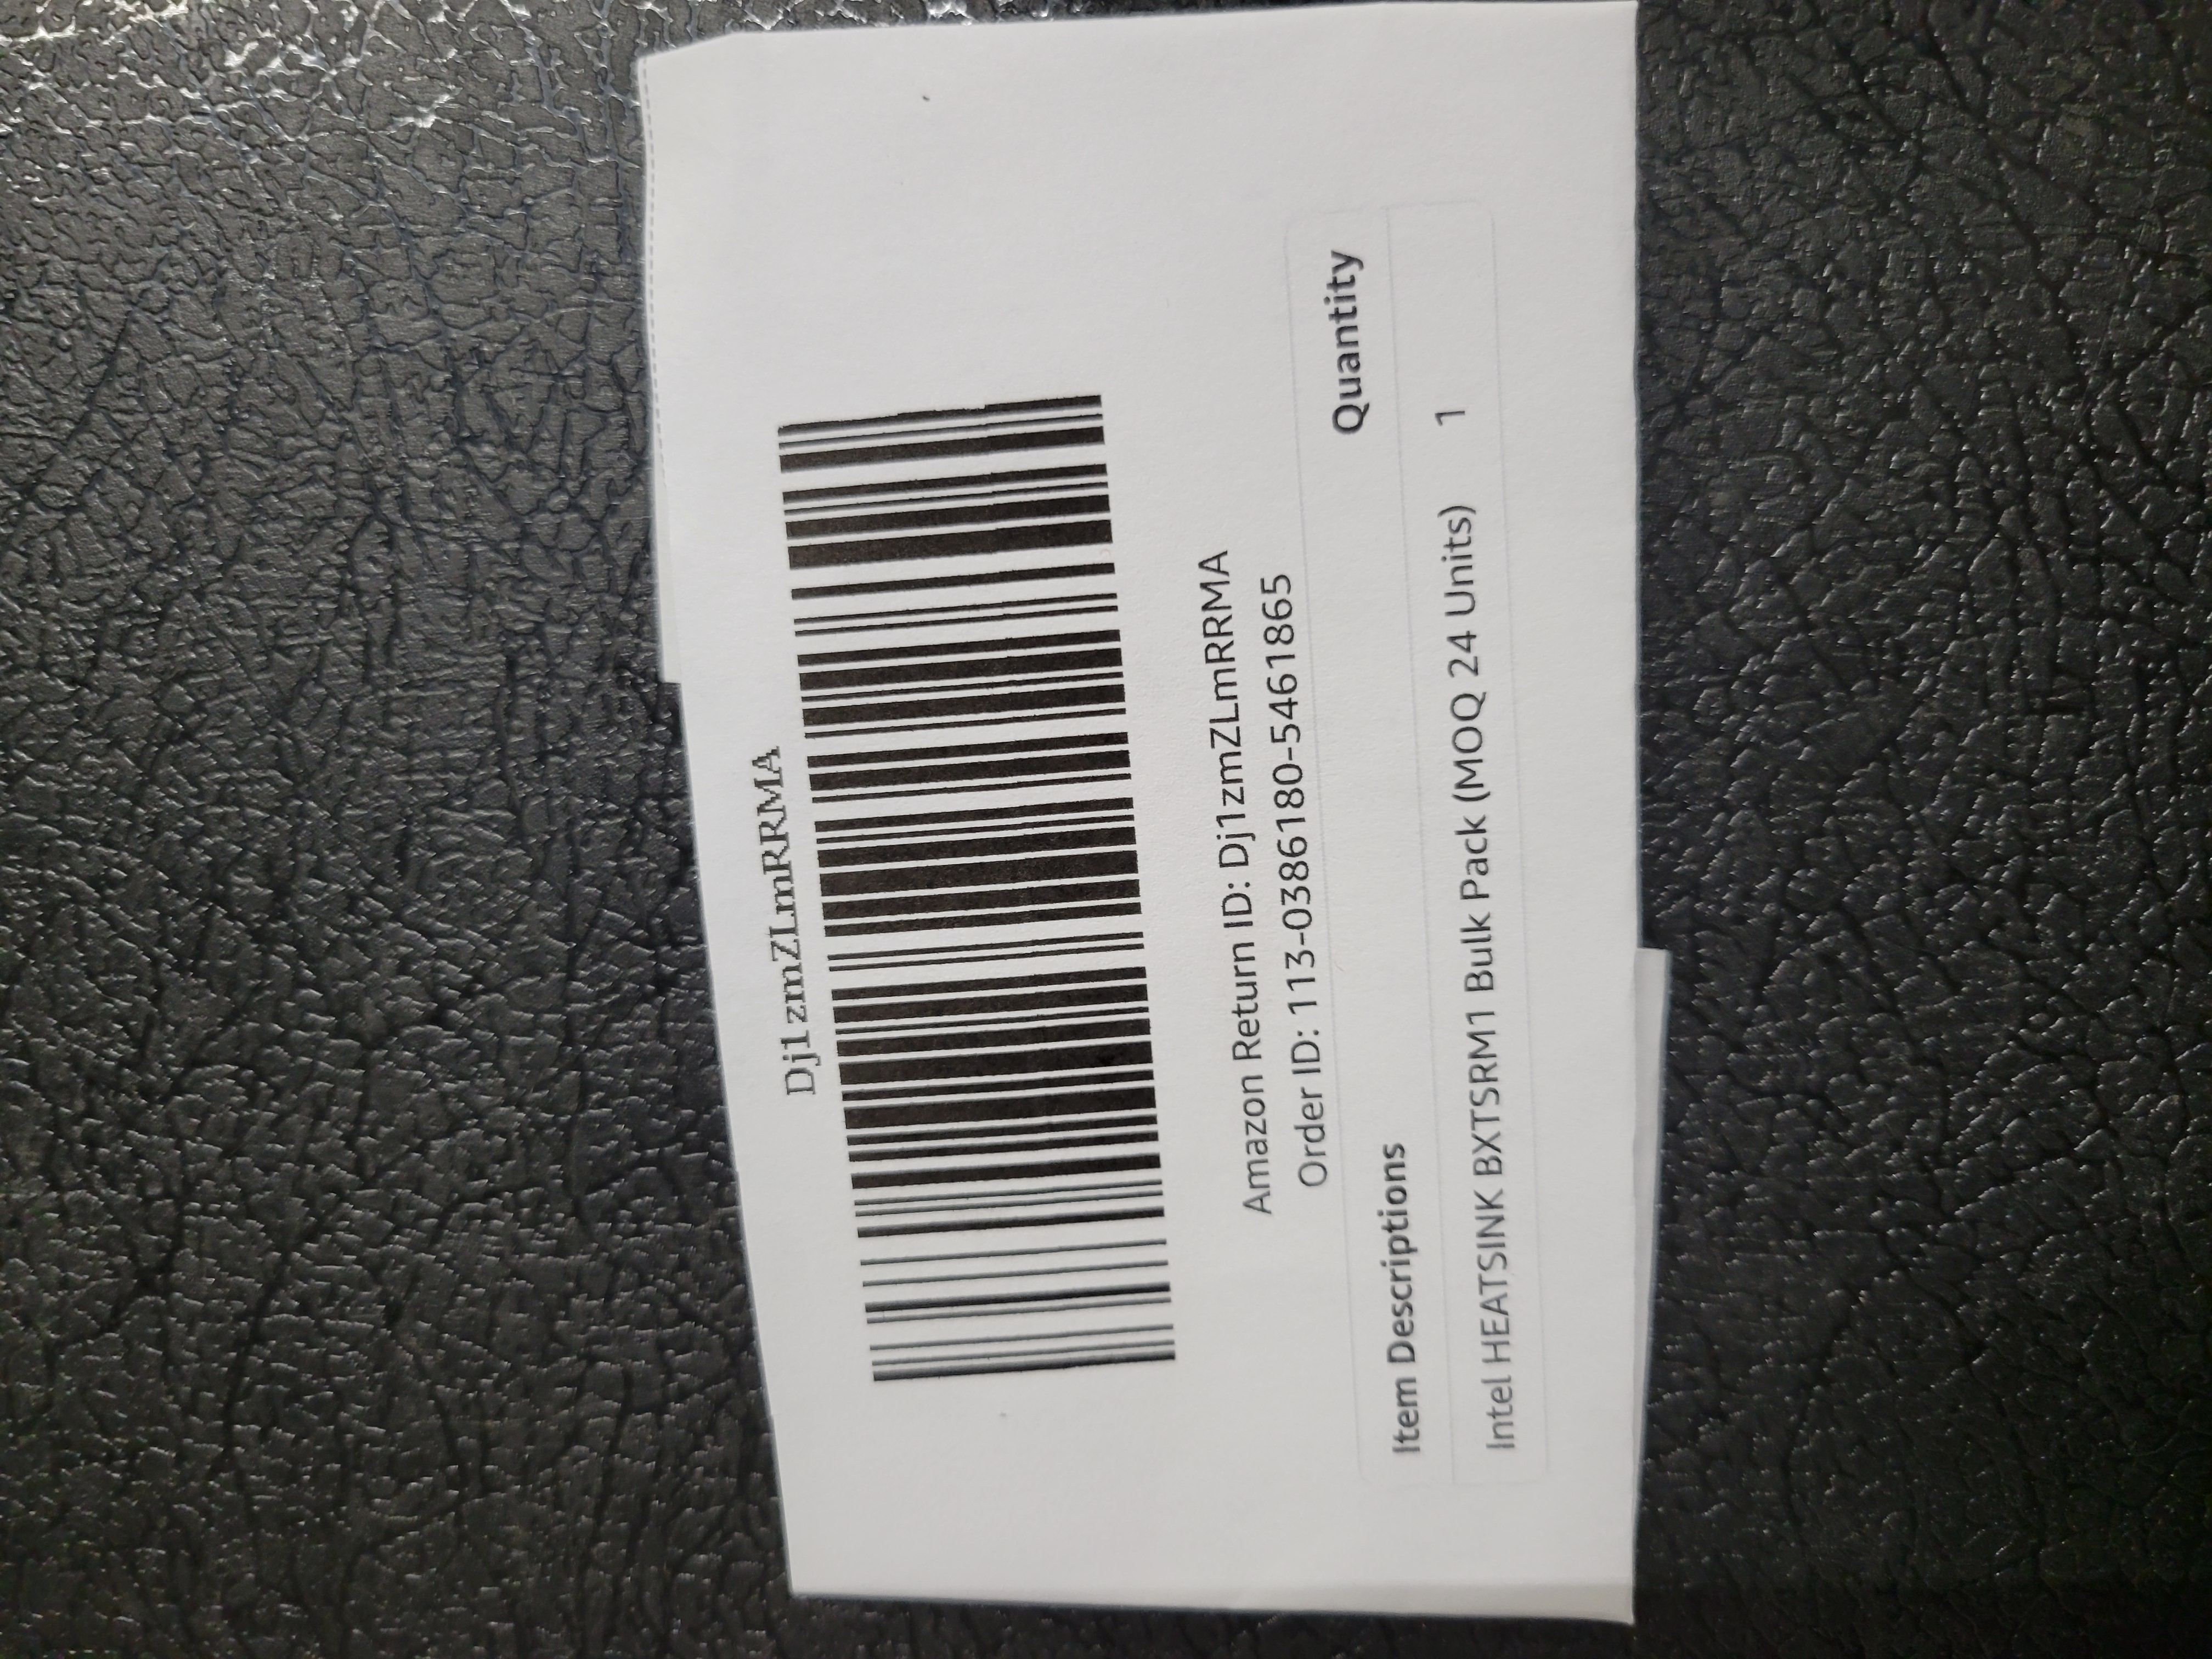 Dj1zmZLmRRMA
Amazon Return ID: Dj1zmZLmRRMA
Order ID: 113-0386180-5461865
Item Descriptions Quantity
Intel HEATSINK BXTSRM1 Bulk Pack (MOQ 24 Units) 1